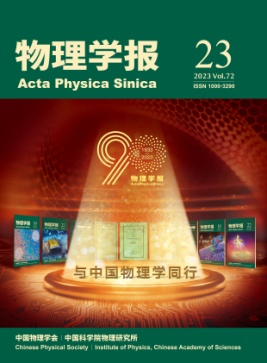 物理学报
Acta Physica Sinica
23
2023 Vol.72
ISSN 1000-3290
90
1933
2023
物理学报
与中国物理学同行
中国物理学会 | 中国科学院物理研究所
Chinese Physical Society | Institute of Physics, Chinese Academy of Sciences